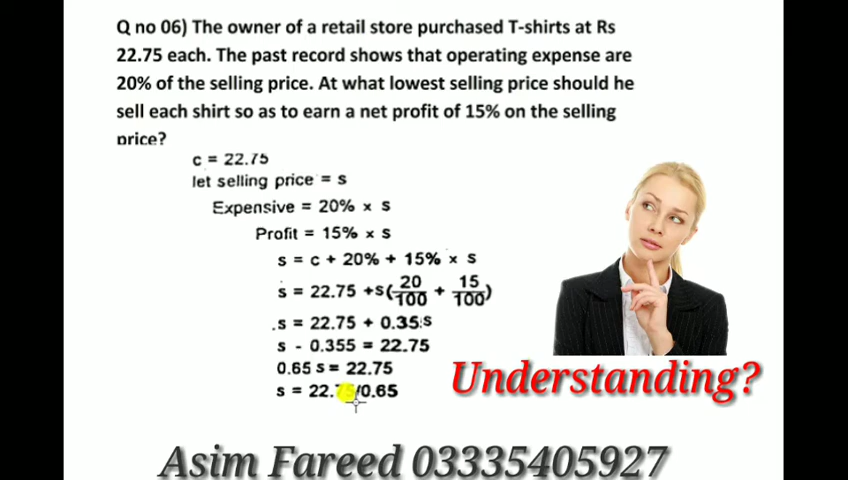 Q no 06) The owner of a retail store purchased T-shirts at Rs
22.75 each. The past record shows that operating expense are
20% of the selling price. At what lowest selling price should he
sell each shirt so as to earn a net profit of 15% on the selling
price?
c = 22.75
let selling price = s
Expensive = 20% × s
Profit = 15% × s
s = c + 20% + 15% × s
s = 22.75 +s(20/100 + 15/100)
s = 22.75 + 0.35s
s - 0.355 = 22.75
0.65 s = 22.75
s = 22.75/0.65
Understanding?
Asim Fareed 03335405927